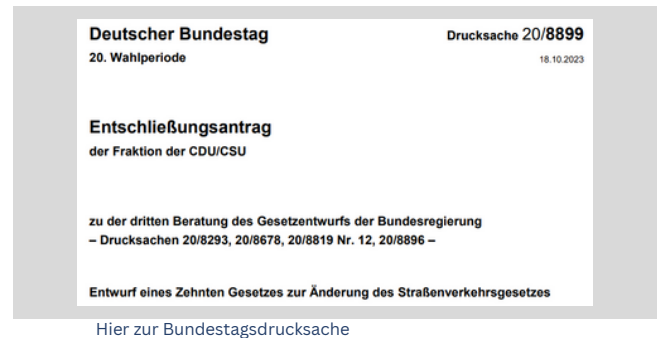 Deutscher Bundestag Drucksache 20/8899
20. Wahlperiode 18.10.2023
Entschließungsantrag
der Fraktion der CDU/CSU
zu der dritten Beratung des Gesetzentwurfs der Bundesregierung
– Drucksachen 20/8293, 20/8678, 20/8819 Nr. 12, 20/8896 –
Entwurf eines Zehnten Gesetzes zur Änderung des Straßenverkehrsgesetzes
Hier zur Bundestagsdrucksache